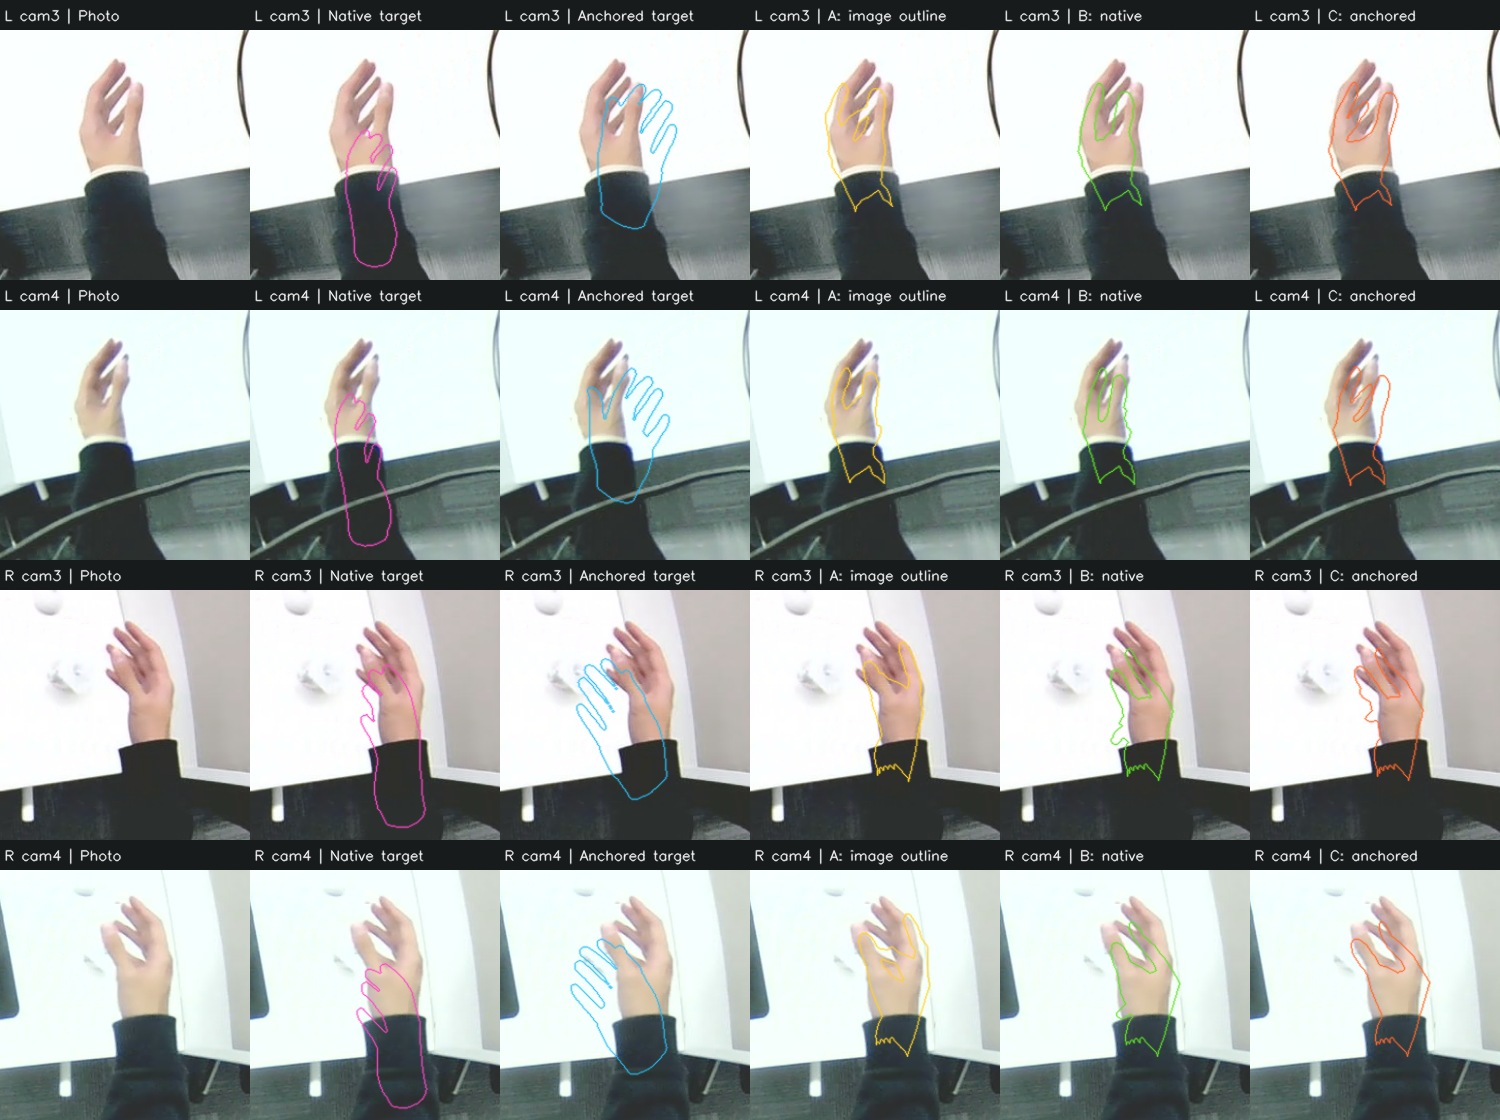 L cam3 | Photo
L cam3 | Native target
L cam3 | Anchored target
L cam3 | A: image outline
L cam3 | B: native
L cam3 | C: anchored
L cam4 | Photo
L cam4 | Native target
L cam4 | Anchored target
L cam4 | A: image outline
L cam4 | B: native
L cam4 | C: anchored
R cam3 | Photo
R cam3 | Native target
R cam3 | Anchored target
R cam3 | A: image outline
R cam3 | B: native
R cam3 | C: anchored
R cam4 | Photo
R cam4 | Native target
R cam4 | Anchored target
R cam4 | A: image outline
R cam4 | B: native
R cam4 | C: anchored